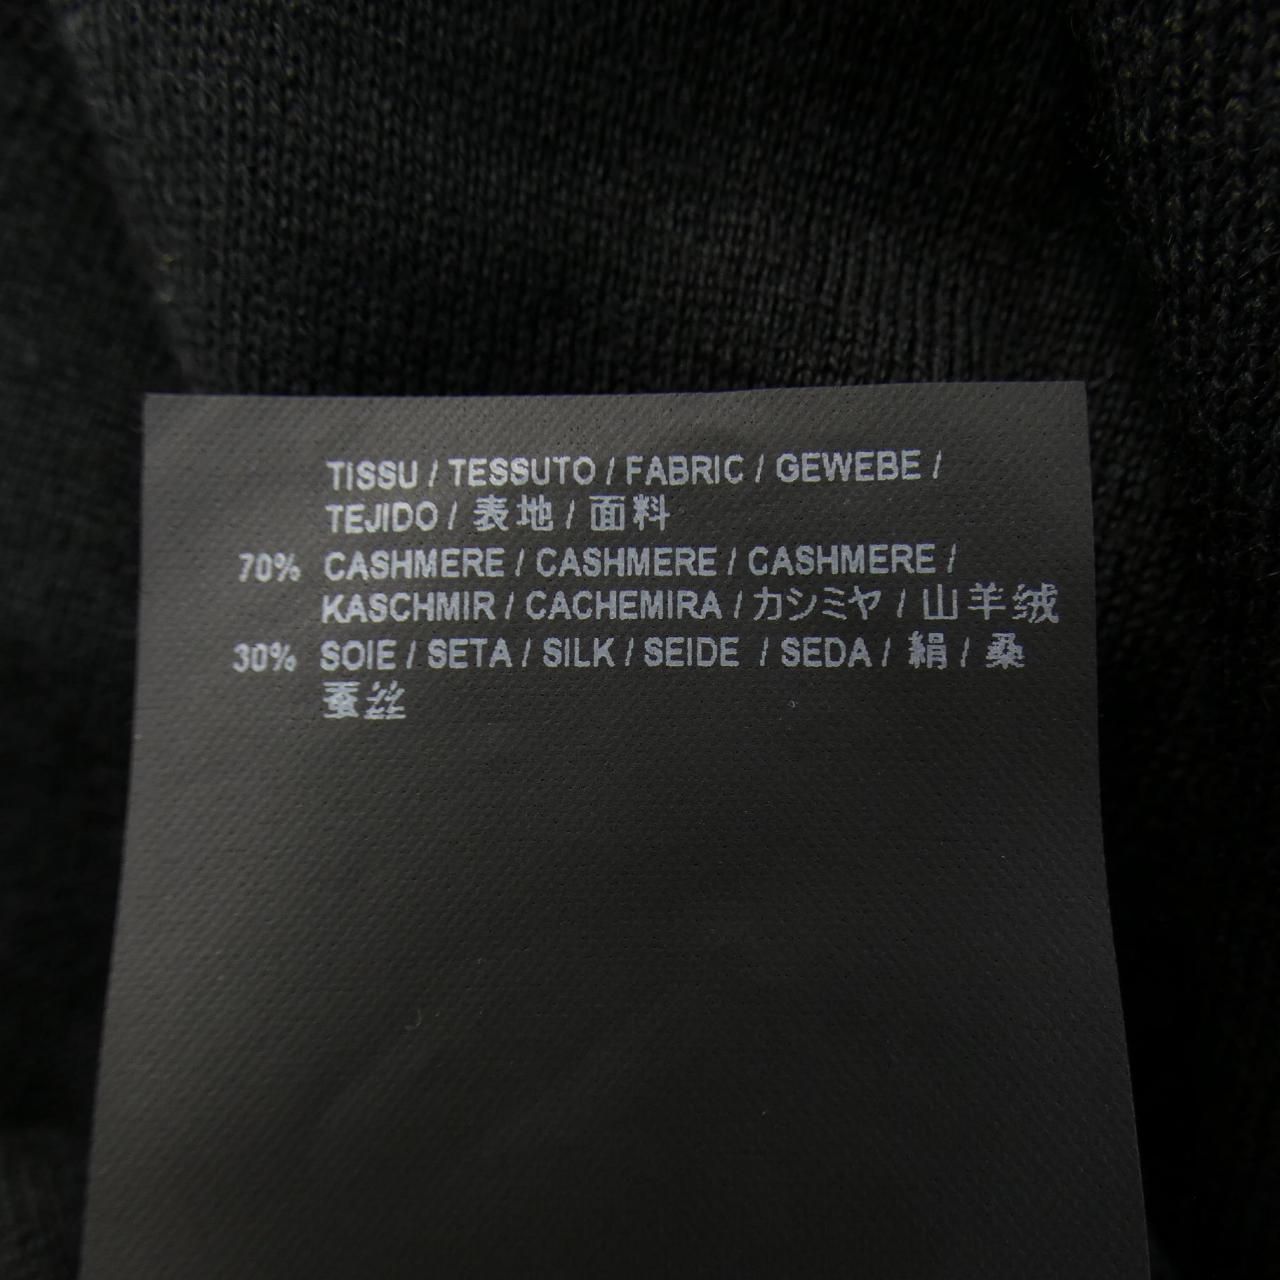 TISSU / TESSUTO / FABRIC / GEWEBE /
TEJIDO / 表地 / 面料
70% CASHMERE / CASHMERE / CASHMERE /
KASCHMIR / CACHEMIRA / カシミヤ / 山羊绒
30% SOIE / SETA / SILK / SEIDE / SEDA / 絹 / 桑
蚕丝